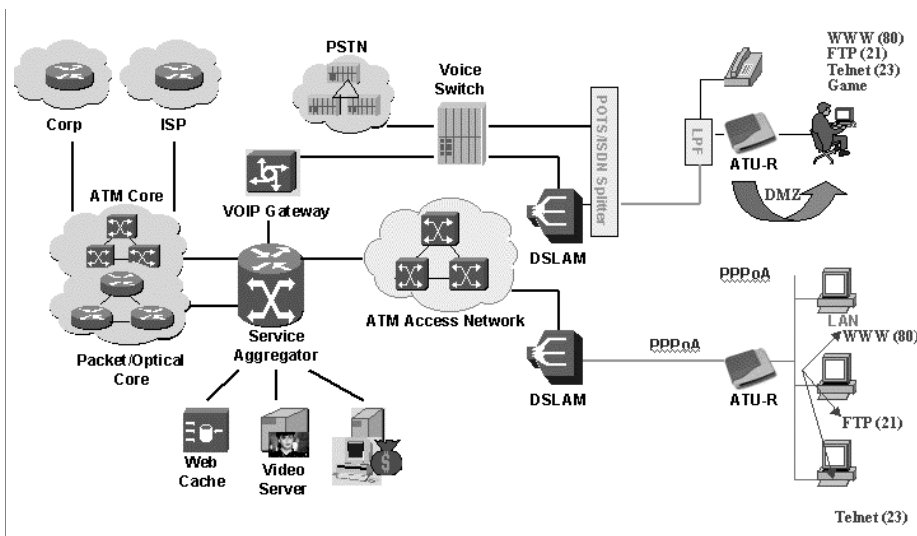 PSTN
Voice
Switch
WWW (80)
FTP (21)
Telnet (23)
Game
Corp
ISP
POTS/ISDN Splitter
LPF
ATU-R
DMZ
ATM Core
VOIP Gateway
DSLAM
PPPoA
ATM Access Network
LAN
WWW (80)
Packet/Optical
Core
Service
Aggregator
PPPoA
DSLAM
ATU-R
FTP (21)
Web
Cache
Video
Server
$
Telnet (23)